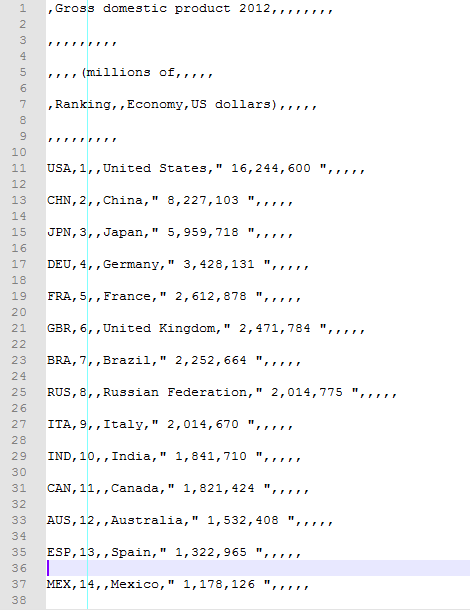 1 ,Gross domestic product 2012,,,,,,,,
2
3 ,,,,,,,,,
4
5 ,,,,(millions of,,,,,
6
7 ,Ranking,,Economy,US dollars),,,,,
8
9 ,,,,,,,,,
10
11 USA,1,,United States," 16,244,600 ",,,,,
12
13 CHN,2,,China," 8,227,103 ",,,,,
14
15 JPN,3,,Japan," 5,959,718 ",,,,,
16
17 DEU,4,,Germany," 3,428,131 ",,,,,
18
19 FRA,5,,France," 2,612,878 ",,,,,
20
21 GBR,6,,United Kingdom," 2,471,784 ",,,,,
22
23 BRA,7,,Brazil," 2,252,664 ",,,,,
24
25 RUS,8,,Russian Federation," 2,014,775 ",,,,,
26
27 ITA,9,,Italy," 2,014,670 ",,,,,
28
29 IND,10,,India," 1,841,710 ",,,,,
30
31 CAN,11,,Canada," 1,821,424 ",,,,,
32
33 AUS,12,,Australia," 1,532,408 ",,,,,
34
35 ESP,13,,Spain," 1,322,965 ",,,,,
36
37 MEX,14,,Mexico," 1,178,126 ",,,,,
38